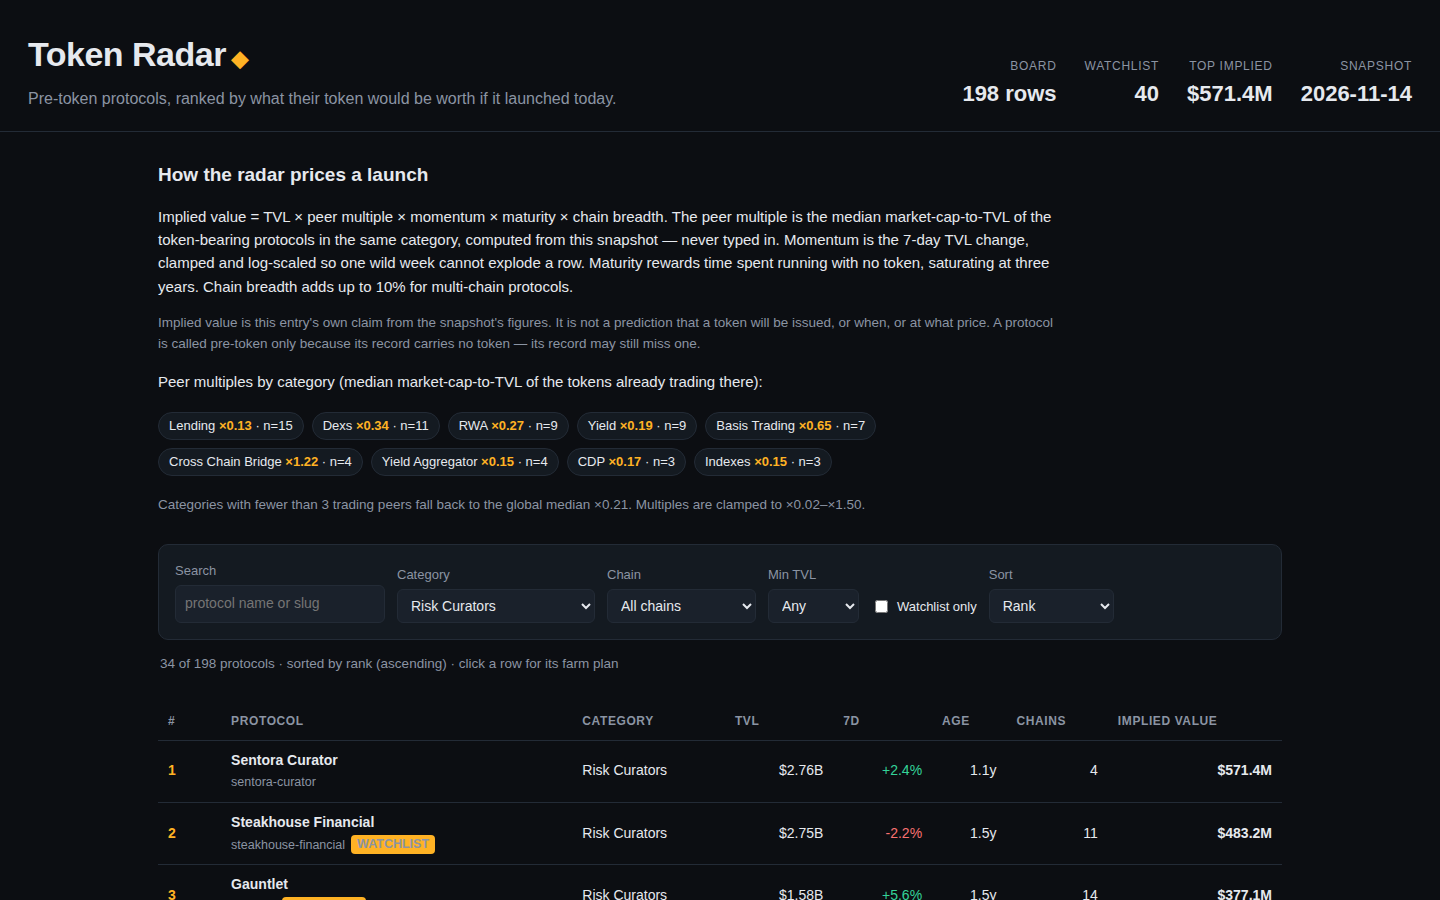 Token Radar
Pre-token protocols, ranked by what their token would be worth if it launched today.
BOARD
198 rows
WATCHLIST
40
TOP IMPLIED
$571.4M
SNAPSHOT
2026-11-14
How the radar prices a launch
Implied value = TVL × peer multiple × momentum × maturity × chain breadth. The peer multiple is the median market-cap-to-TVL of the
token-bearing protocols in the same category, computed from this snapshot — never typed in. Momentum is the 7-day TVL change,
clamped and log-scaled so one wild week cannot explode a row. Maturity rewards time spent running with no token, saturating at three
years. Chain breadth adds up to 10% for multi-chain protocols.
Implied value is this entry's own claim from the snapshot's figures. It is not a prediction that a token will be issued, or when, or at what price. A protocol
is called pre-token only because its record carries no token — its record may still miss one.
Peer multiples by category (median market-cap-to-TVL of the tokens already trading there):
Lending ×0.13 · n=15
Dexs ×0.34 · n=11
RWA ×0.27 · n=9
Yield ×0.19 · n=9
Basis Trading ×0.65 · n=7
Cross Chain Bridge ×1.22 · n=4
Yield Aggregator ×0.15 · n=4
CDP ×0.17 · n=3
Indexes ×0.15 · n=3
Categories with fewer than 3 trading peers fall back to the global median ×0.21. Multiples are clamped to ×0.02–×1.50.
Search
protocol name or slug
Category
Risk Curators
Chain
All chains
Min TVL
Any
Watchlist only
Sort
Rank
34 of 198 protocols · sorted by rank (ascending) · click a row for its farm plan
# PROTOCOL CATEGORY TVL 7D AGE CHAINS IMPLIED VALUE
1 Sentora Curator Risk Curators $2.76B +2.4% 1.1y 4 $571.4M
sentora-curator
2 Steakhouse Financial Risk Curators $2.75B -2.2% 1.5y 11 $483.2M
steakhouse-financial WATCHLIST
3 Gauntlet Risk Curators $1.58B +5.6% 1.5y 14 $377.1M